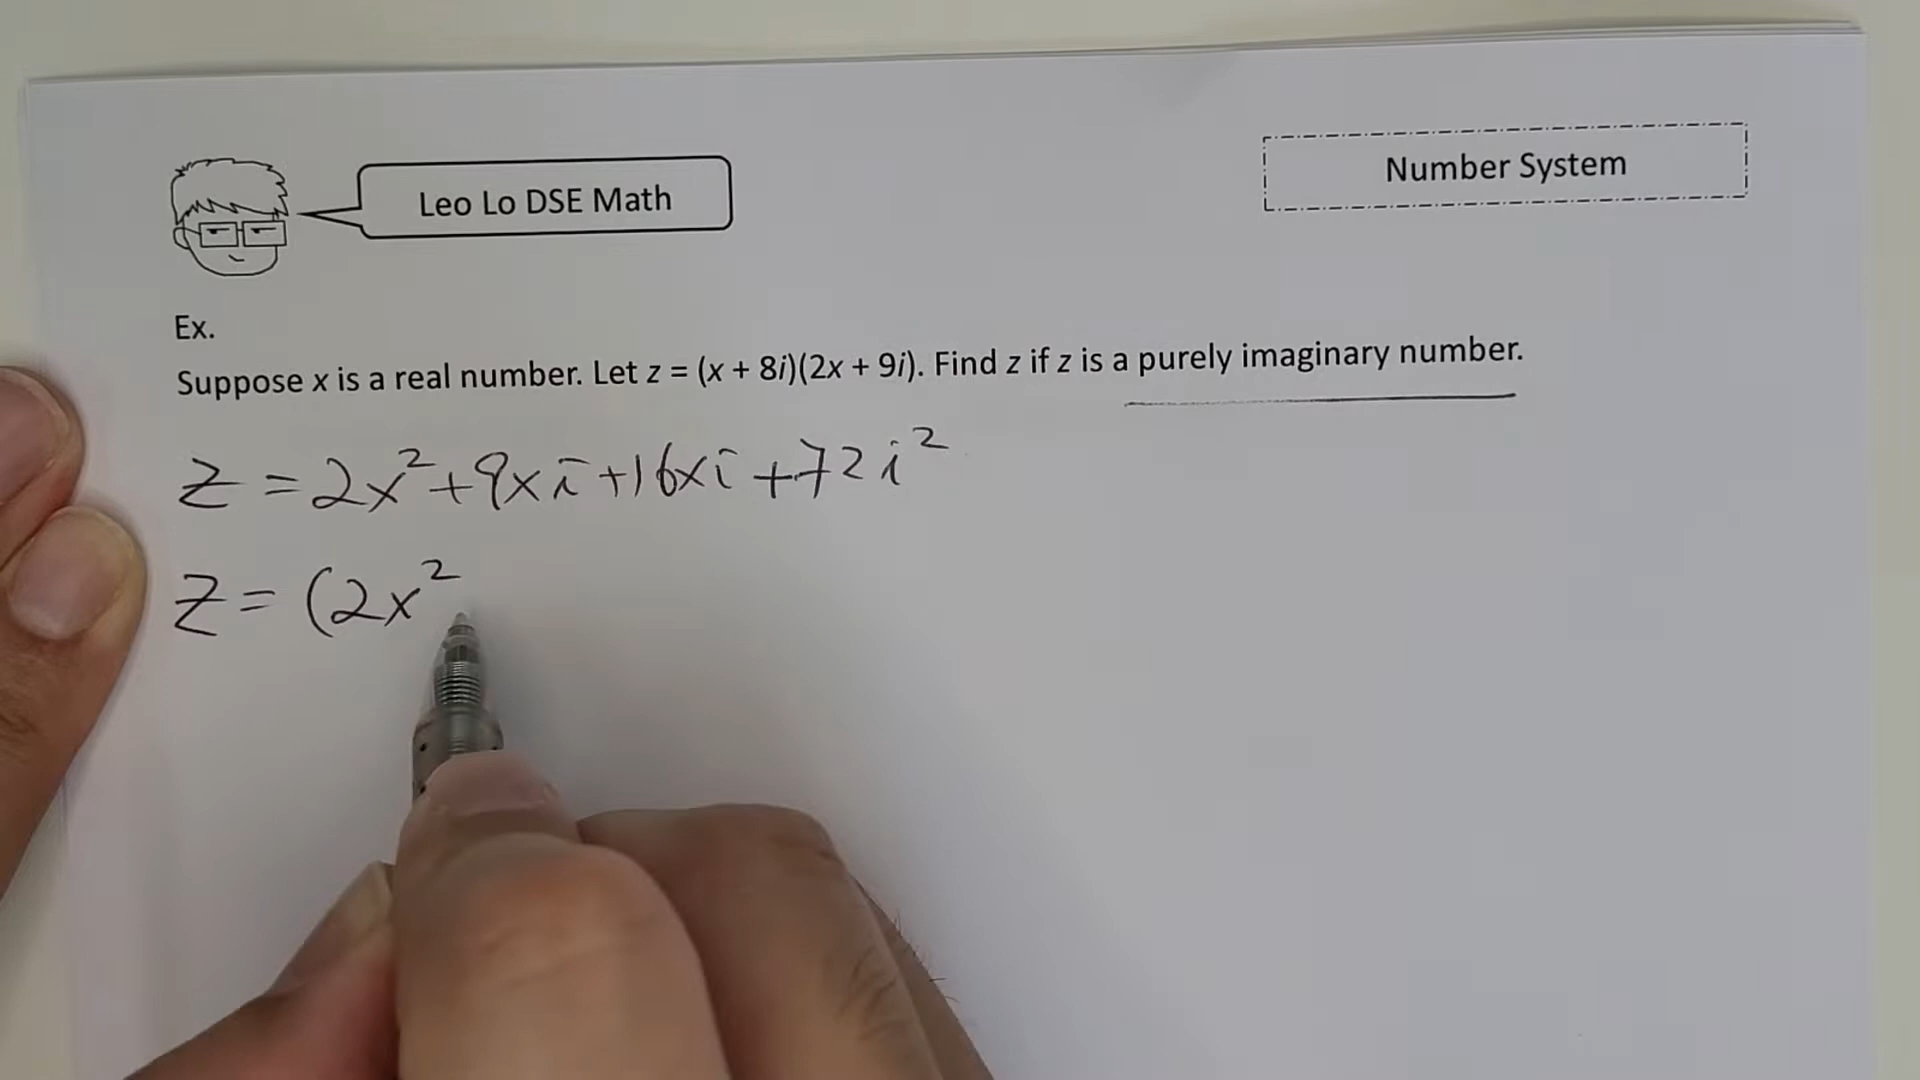 Leo Lo DSE Math
Number System
Ex.
Suppose x is a real number. Let z = (x + 8i)(2x + 9i). Find z if z is a purely imaginary number.
z = 2x²+9xi+16xi+72i²
z = (2x²